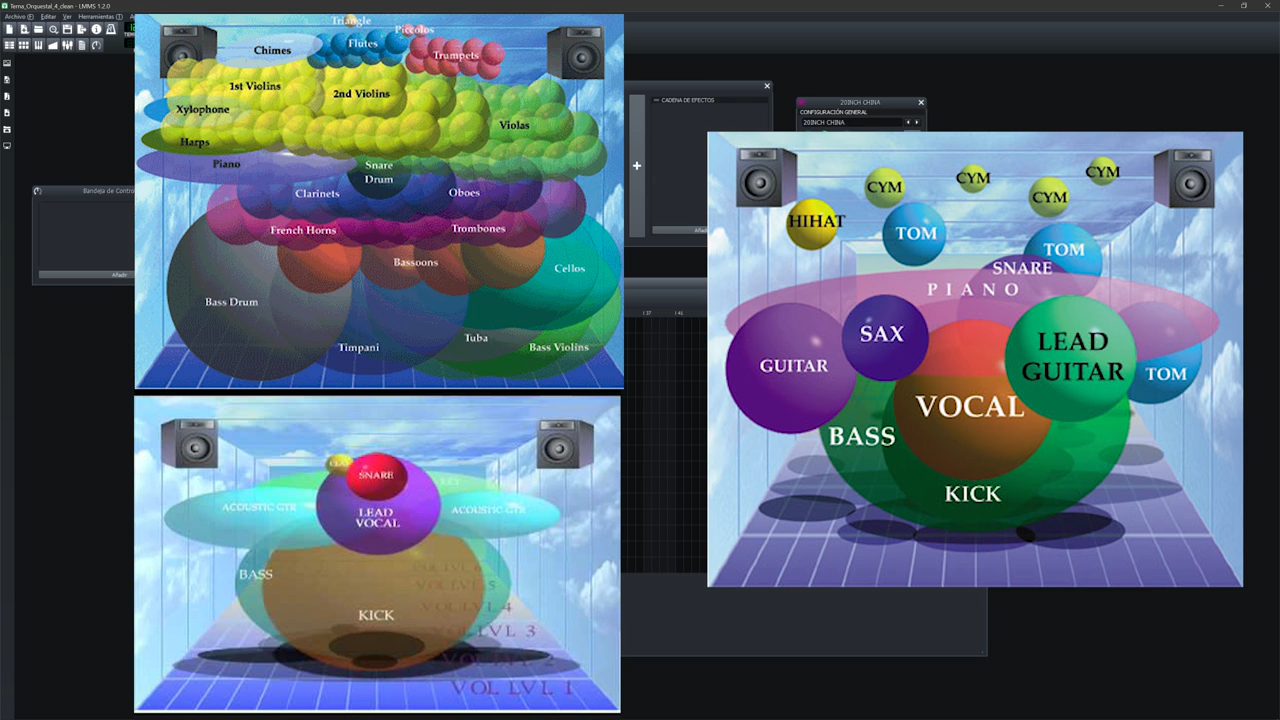 Tema_Orquestal_4_clean - LMMS 1.2.0
Archivo (F) Editar Ver Herramientas (T)
Bandeja de Contro
Añadir
CADENA DE EFECTOS
Añadi
20INCH CHINA
CONFIGURACIÓN GENERAL
20INCH CHINA
Triangle
Piccolos
Chimes
Flutes
Trumpets
1st Violins
2nd Violins
Xylophone
Violas
Harps
Piano
Snare
Drum
Clarinets
Oboes
French Horns
Trombones
Bassoons
Cellos
Bass Drum
Tuba
Timpani
Bass Violins
SNARE
ACOUSTIC GTR
LEAD
VOCAL
ACOUSTIC GTR
BASS
KICK
VOL LVL 5
VOL LVL 4
VOL LVL 3
VOL LVL 2
VOL LVL 1
CYM
CYM
CYM
CYM
HIHAT
TOM
TOM
SNARE
PIANO
SAX
GUITAR
LEAD
GUITAR
TOM
VOCAL
BASS
KICK